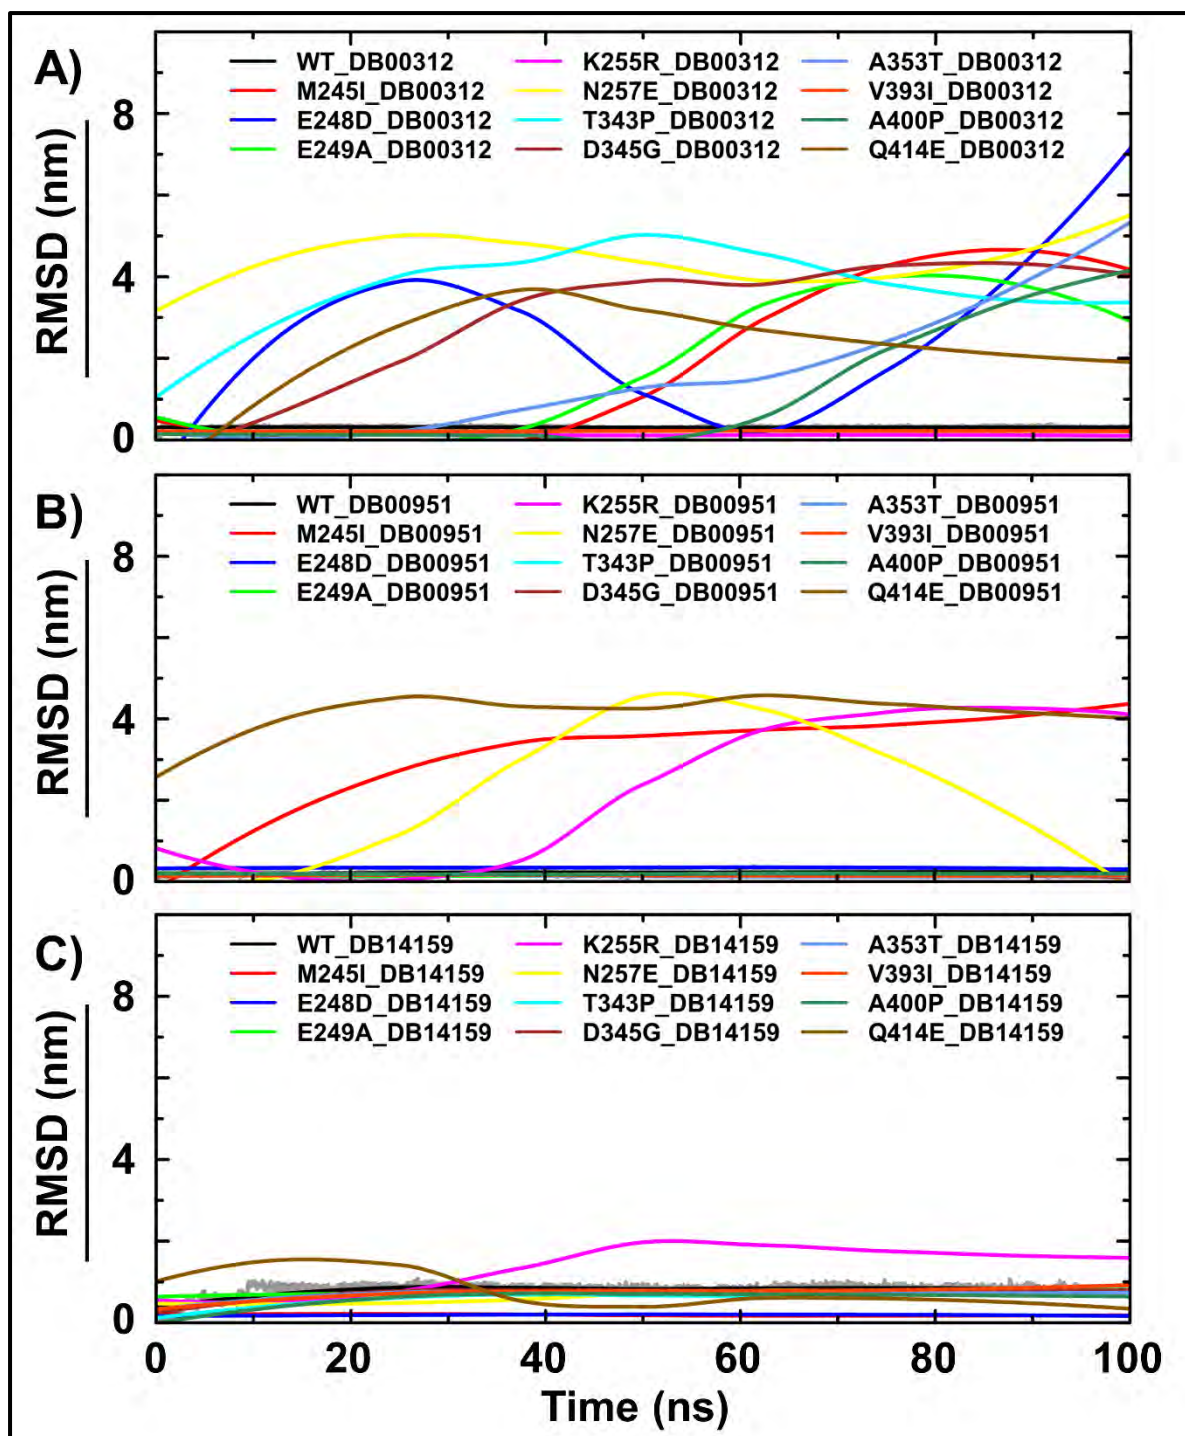 A)
WT_DB00312 K255R_DB00312 A353T_DB00312
M245I_DB00312 N257E_DB00312 V393I_DB00312
E248D_DB00312 T343P_DB00312 A400P_DB00312
E249A_DB00312 D345G_DB00312 Q414E_DB00312
RMSD (nm)
8
4
0
B)
WT_DB00951 K255R_DB00951 A353T_DB00951
M245I_DB00951 N257E_DB00951 V393I_DB00951
E248D_DB00951 T343P_DB00951 A400P_DB00951
E249A_DB00951 D345G_DB00951 Q414E_DB00951
RMSD (nm)
8
4
0
C)
WT_DB14159 K255R_DB14159 A353T_DB14159
M245I_DB14159 N257E_DB14159 V393I_DB14159
E248D_DB14159 T343P_DB14159 A400P_DB14159
E249A_DB14159 D345G_DB14159 Q414E_DB14159
RMSD (nm)
8
4
0
0 20 40 60 80 100
Time (ns)